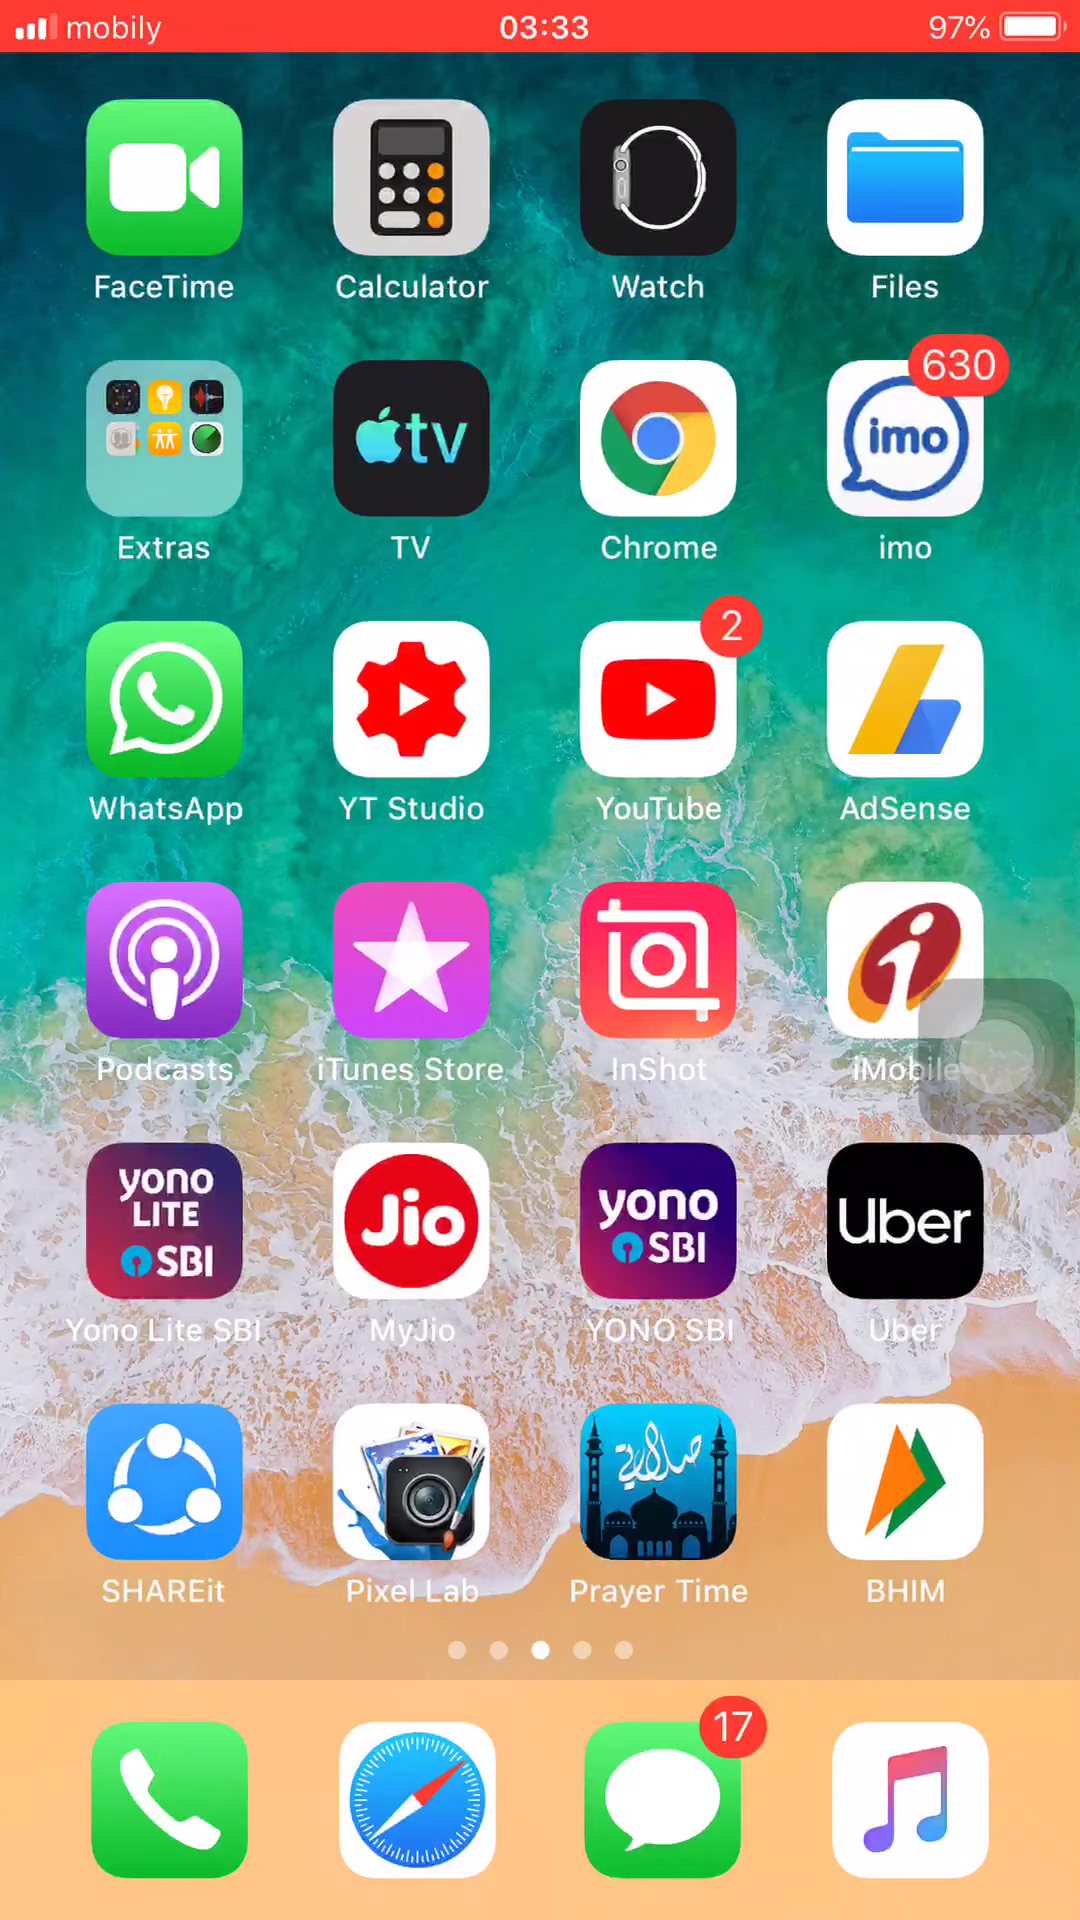 mobily 03:33 97%
FaceTime Calculator Watch Files
630
tv imo
Extras TV Chrome imo
2
WhatsApp YT Studio YouTube AdSense
i
Podcasts iTunes Store InShot iMobile
yono LITE SBI Jio yono SBI Uber
Yono Lite SBI MyJio YONO SBI Uber
صلاتي
SHAREit Pixel Lab Prayer Time BHIM
17